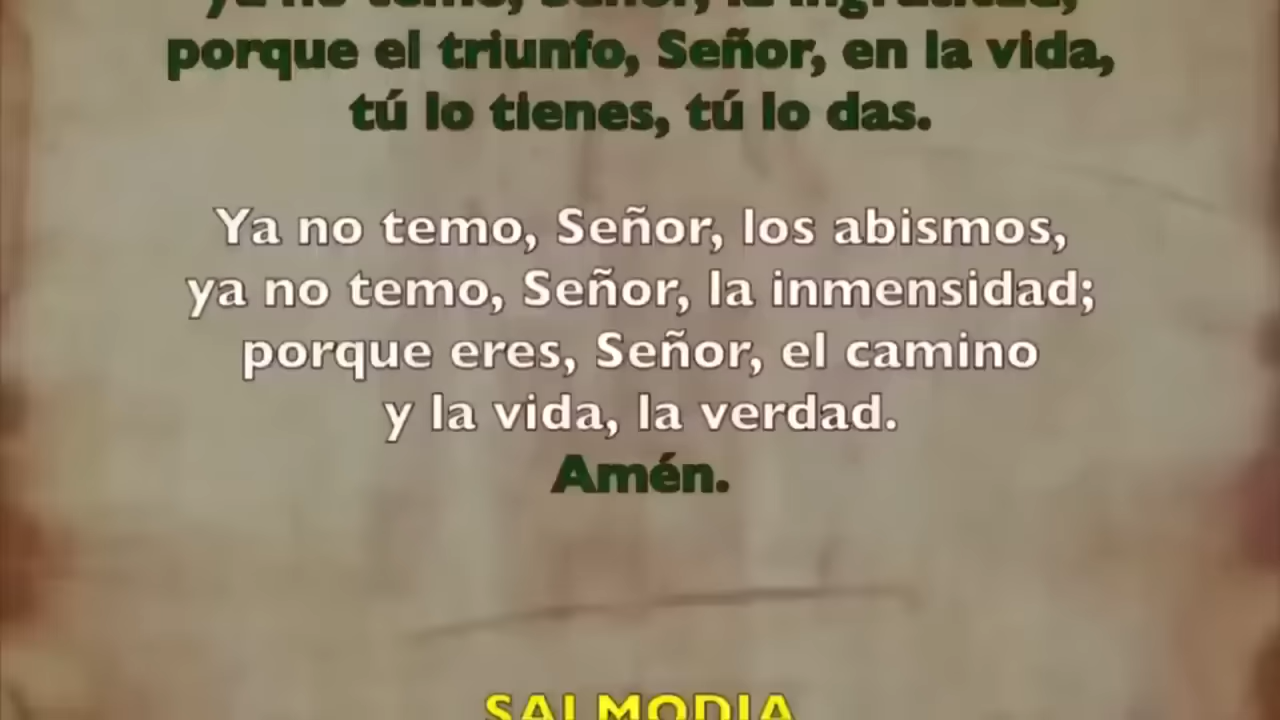 ya no temo, Señor, la ingratitud,
porque el triunfo, Señor, en la vida,
tú lo tienes, tú lo das.
Ya no temo, Señor, los abismos,
ya no temo, Señor, la inmensidad;
porque eres, Señor, el camino
y la vida, la verdad.
Amén.
SALMODIA